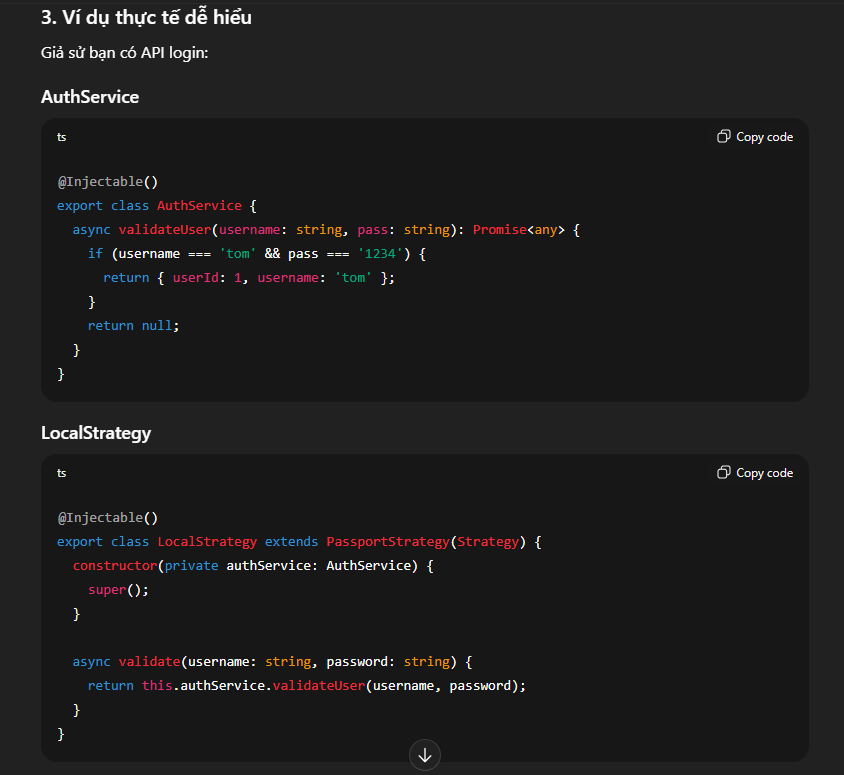 3. Ví dụ thực tế dễ hiểu
Giả sử bạn có API login:
AuthService
ts
Copy code
@Injectable()
export class AuthService {
  async validateUser(username: string, pass: string): Promise<any> {
    if (username === 'tom' && pass === '1234') {
      return { userId: 1, username: 'tom' };
    }
    return null;
  }
}
LocalStrategy
ts
Copy code
@Injectable()
export class LocalStrategy extends PassportStrategy(Strategy) {
  constructor(private authService: AuthService) {
    super();
  }

  async validate(username: string, password: string) {
    return this.authService.validateUser(username, password);
  }
}